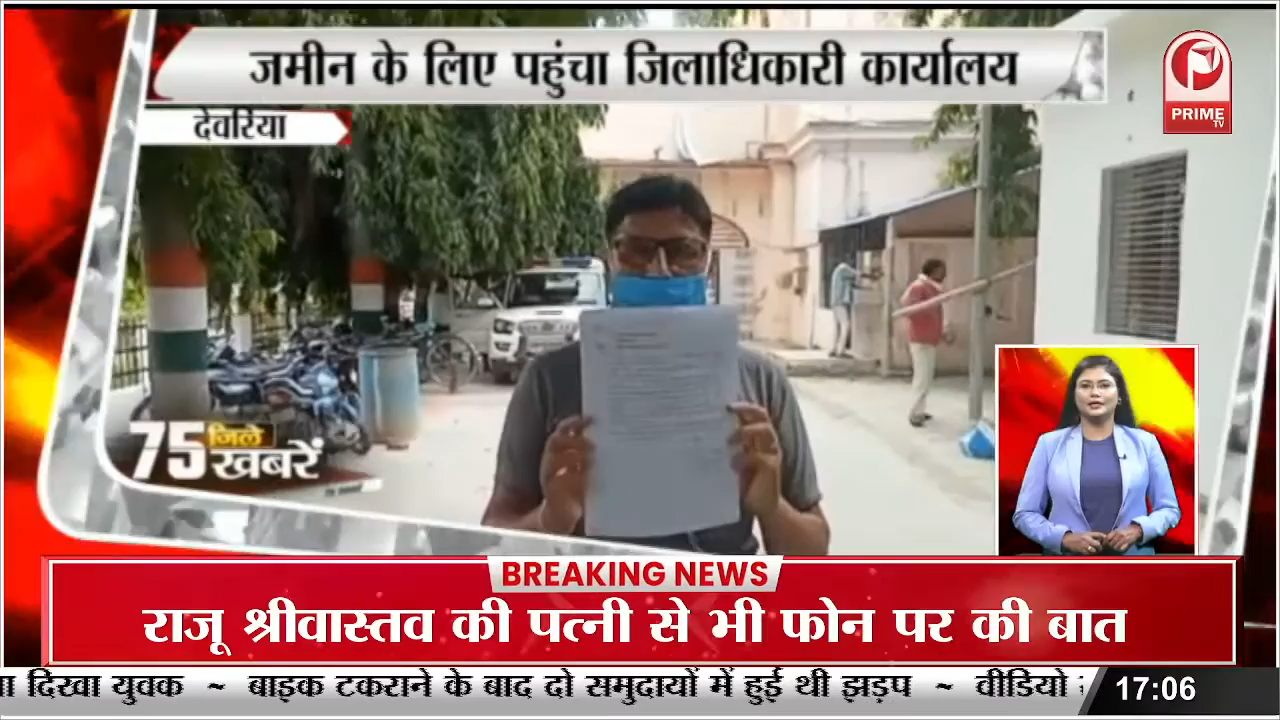 जमीन के लिए पहुंचा जिलाधिकारी कार्यालय
PRIME
TV
देवरिया
75 जिले
खबरें
BREAKING NEWS
राजू श्रीवास्तव की पत्नी से भी फोन पर की बात
दिखा युवक ~ बाइक टकराने के बाद दो समुदायों में हुई थी झड़प ~ वीडियो
17:06